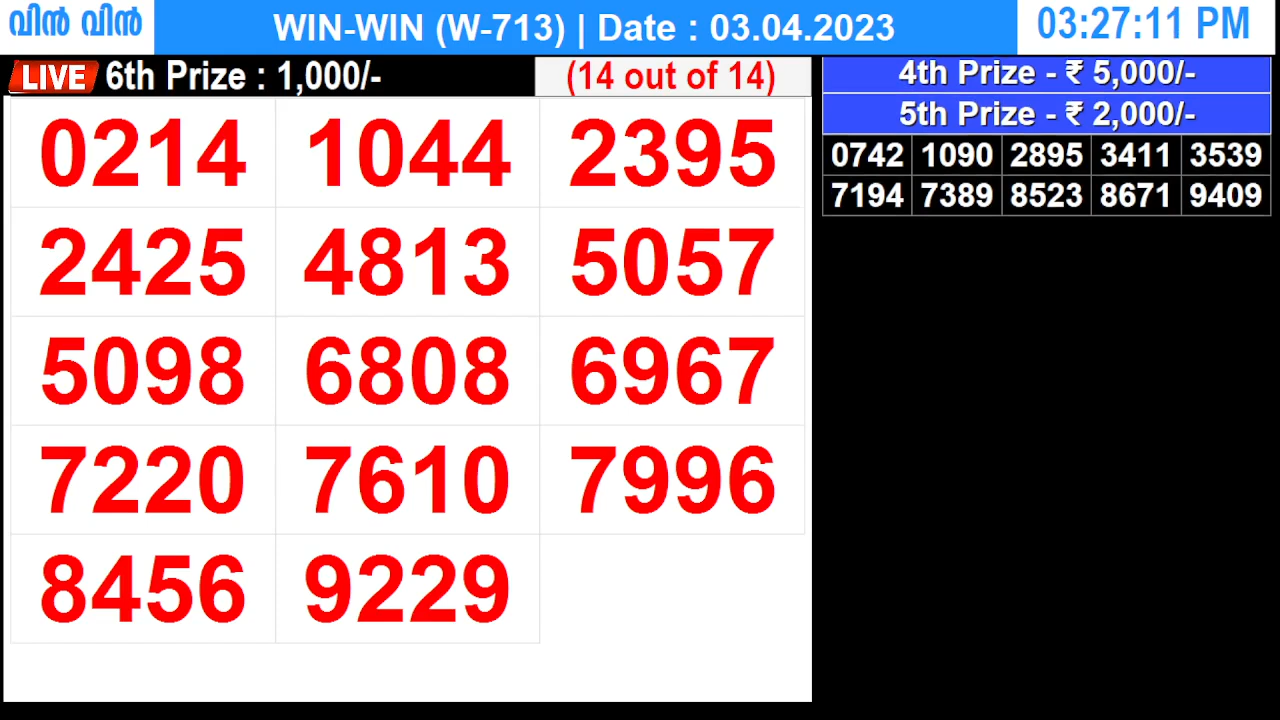 വിൻ വിൻ
WIN-WIN (W-713) | Date : 03.04.2023
03:27:11 PM
LIVE 6th Prize : 1,000/- (14 out of 14)
0214 1044 2395
2425 4813 5057
5098 6808 6967
7220 7610 7996
8456 9229
4th Prize - ₹ 5,000/-
5th Prize - ₹ 2,000/-
0742 1090 2895 3411 3539
7194 7389 8523 8671 9409